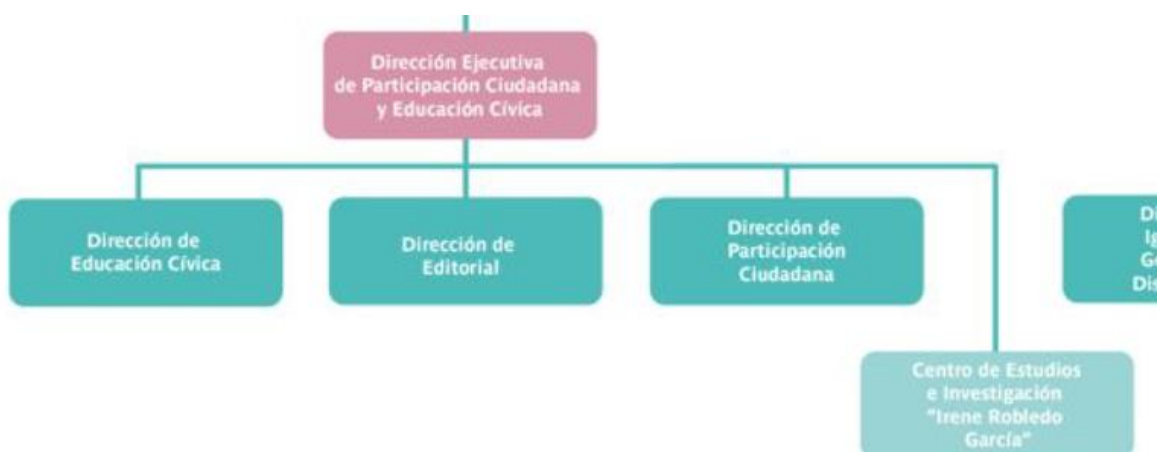 Dirección Ejecutiva
de Participación Ciudadana
y Educación Cívica
Dirección de
Educación Cívica
Dirección de
Editorial
Dirección de
Participación
Ciudadana
Centro de Estudios
e Investigación
"Irene Robledo
García"